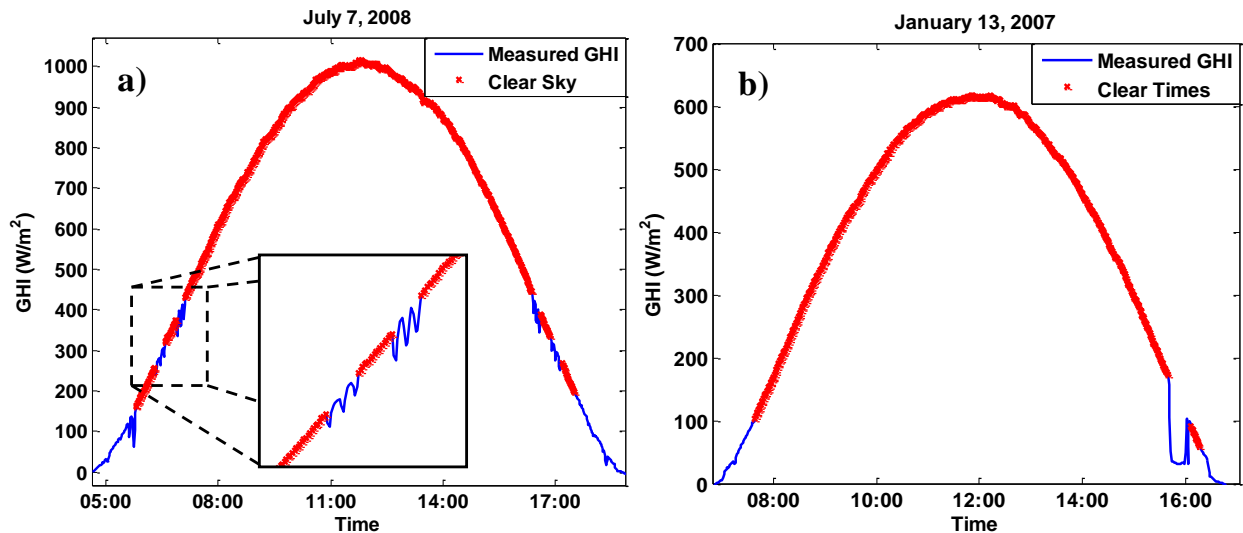 July 7, 2008
a)
Measured GHI
Clear Sky
GHI (W/m²)
1000
900
800
700
600
500
400
300
200
100
0
05:00 08:00 11:00 14:00 17:00
Time
January 13, 2007
b)
Measured GHI
Clear Times
GHI (W/m²)
700
600
500
400
300
200
100
0
08:00 10:00 12:00 14:00 16:00
Time